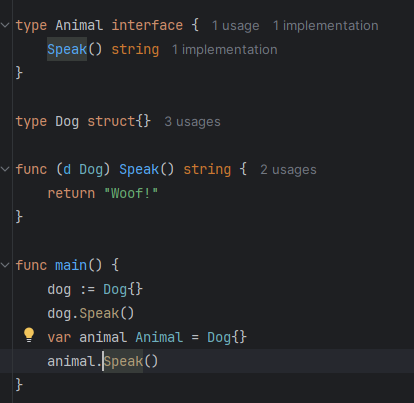 type Animal interface {  1 usage  1 implementation
    Speak() string  1 implementation
}

type Dog struct{}  3 usages

func (d Dog) Speak() string {  2 usages
    return "Woof!"
}

func main() {
    dog := Dog{}
    dog.Speak()
    var animal Animal = Dog{}
    animal.Speak()
}